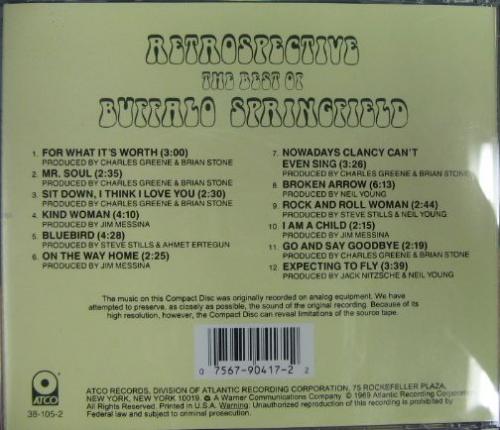 RETROSPECTIVE
THE BEST OF
BUFFALO SPRINGFIELD
1. FOR WHAT IT'S WORTH (3:00)
PRODUCED BY CHARLES GREENE & BRIAN STONE
2. MR. SOUL (2:35)
PRODUCED BY CHARLES GREENE & BRIAN STONE
3. SIT DOWN, I THINK I LOVE YOU (2:30)
PRODUCED BY CHARLES GREENE & BRIAN STONE
4. KIND WOMAN (4:10)
PRODUCED BY JIM MESSINA
5. BLUEBIRD (4:28)
PRODUCED BY STEVE STILLS & AHMET ERTEGUN
6. ON THE WAY HOME (2:25)
PRODUCED BY JIM MESSINA
7. NOWADAYS CLANCY CAN'T
EVEN SING (3:26)
PRODUCED BY CHARLES GREENE & BRIAN STONE
8. BROKEN ARROW (6:13)
PRODUCED BY NEIL YOUNG
9. ROCK AND ROLL WOMAN (2:44)
PRODUCED BY STEVE STILLS & NEIL YOUNG
10. I AM A CHILD (2:15)
PRODUCED BY JIM MESSINA
11. GO AND SAY GOODBYE (2:19)
PRODUCED BY CHARLES GREENE & BRIAN STONE
12. EXPECTING TO FLY (3:39)
PRODUCED BY JACK NITZSCHE & NEIL YOUNG
The music on this Compact Disc was originally recorded on analog equipment. We have
attempted to preserve, as closely as possible, the sound of the original recording. Because of its
high resolution, however, the Compact Disc can reveal limitations of the source tape.
0 7567-90417-2 2
ATCO
38-105-2
ATCO RECORDS, DIVISION OF ATLANTIC RECORDING CORPORATION, 75 ROCKEFELLER PLAZA,
NEW YORK, NEW YORK 10019. A Warner Communications Company © 1969 Atlantic Recording Corporation
All Rights Reserved. Printed in U.S.A. Warning: Unauthorized reproduction of this recording is prohibited by
Federal law and subject to criminal prosecution.